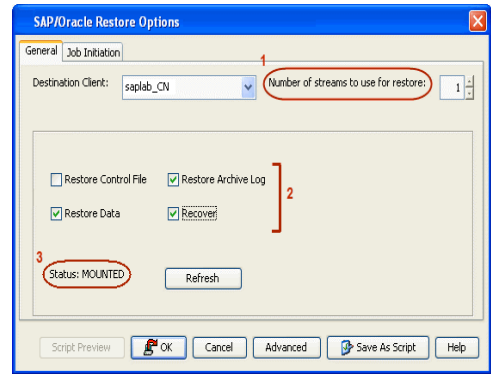 SAP/Oracle Restore Options
General Job Initiation
1
Destination Client: saplab_CN Number of streams to use for restore: 1
Restore Control File Restore Archive Log
2
Restore Data Recover
3
Status: MOUNTED Refresh
Script Preview OK Cancel Advanced Save As Script Help